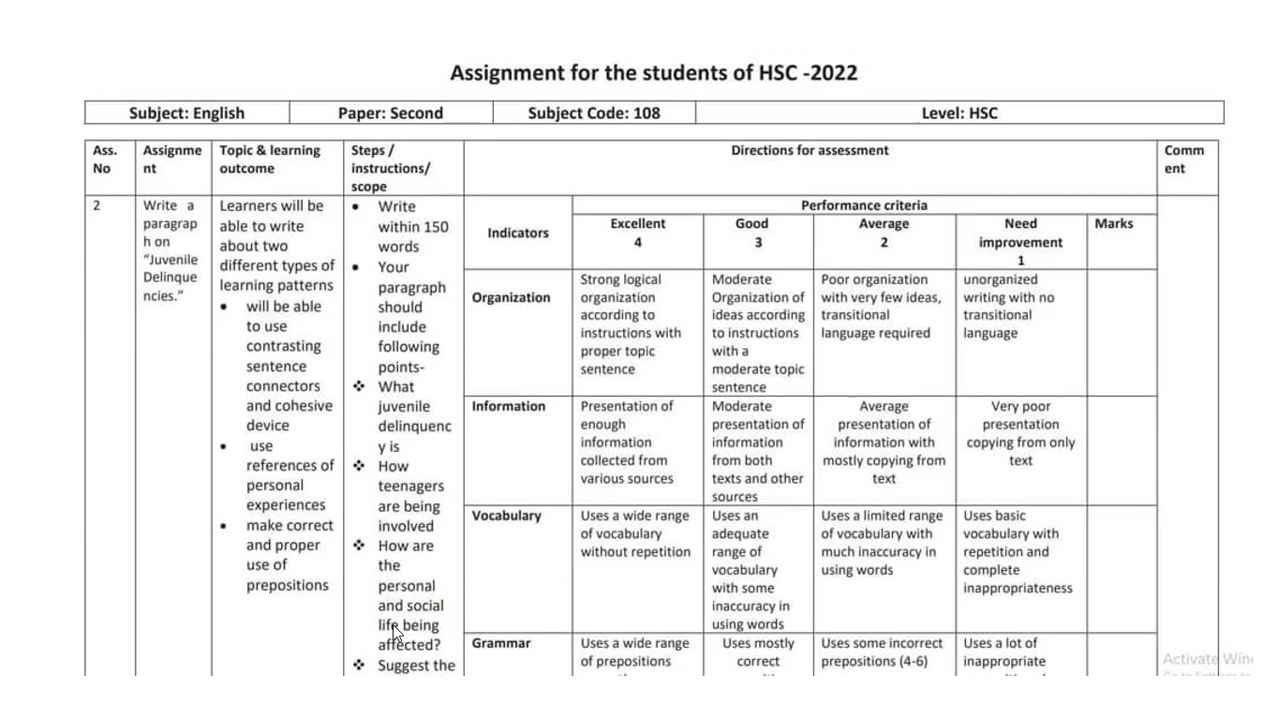 Assignment for the students of HSC -2022
Subject: English Paper: Second Subject Code: 108 Level: HSC
Ass. No
Assignme
nt
Topic & learning
outcome
Steps /
instructions/
scope
Directions for assessment
Comm
ent
2
Write a
paragrap
h on
“Juvenile
Delinque
ncies.”
Learners will be
able to write
about two
different types of
learning patterns
• will be able
to use
contrasting
sentence
connectors
and cohesive
device
• use
references of
personal
experiences
• make correct
and proper
use of
prepositions
• Write
within 150
words
• Your
paragraph
should
include
following
points-
❖ What
juvenile
delinquenc
y is
❖ How
teenagers
are being
involved
❖ How are
the
personal
and social
life being
affected?
❖ Suggest the
Indicators
Performance criteria
Excellent
4
Good
3
Average
2
Need
improvement
1
Marks
Organization
Strong logical
organization
according to
instructions with
proper topic
sentence
Moderate
Organization of
ideas according
to instructions
with a
moderate topic
sentence
Poor organization
with very few ideas,
transitional
language required
unorganized
writing with no
transitional
language
Information
Presentation of
enough
information
collected from
various sources
Moderate
presentation of
information
from both
texts and other
sources
Average
presentation of
information with
mostly copying from
text
Very poor
presentation
copying from only
text
Vocabulary
Uses a wide range
of vocabulary
without repetition
Uses an
adequate
range of
vocabulary
with some
inaccuracy in
using words
Uses a limited range
of vocabulary with
much inaccuracy in
using words
Uses basic
vocabulary with
repetition and
complete
inappropriateness
Grammar
Uses a wide range
of prepositions
Uses mostly
correct
Uses some incorrect
prepositions (4-6)
Uses a lot of
inappropriate
Activate Win